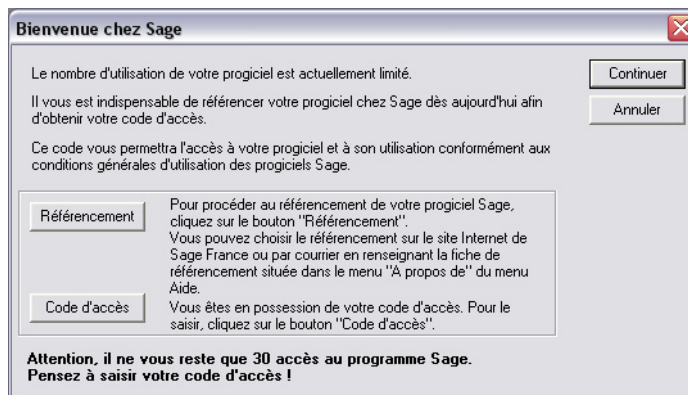 Bienvenue chez Sage
Le nombre d'utilisation de votre progiciel est actuellement limité.
Continuer
Il vous est indispensable de référencer votre progiciel chez Sage dès aujourd'hui afin
d'obtenir votre code d'accès.
Annuler
Ce code vous permettra l'accès à votre progiciel et à son utilisation conformément aux
conditions générales d'utilisation des progiciels Sage.
Référencement
Pour procéder au référencement de votre progiciel Sage,
cliquez sur le bouton "Référencement".
Vous pouvez choisir le référencement sur le site Internet de
Sage France ou par courrier en renseignant la fiche de
référencement située dans le menu "A propos de" du menu
Aide.
Code d'accès
Vous êtes en possession de votre code d'accès. Pour le
saisir, cliquez sur le bouton "Code d'accès".
Attention, il ne vous reste que 30 accès au programme Sage.
Pensez à saisir votre code d'accès !